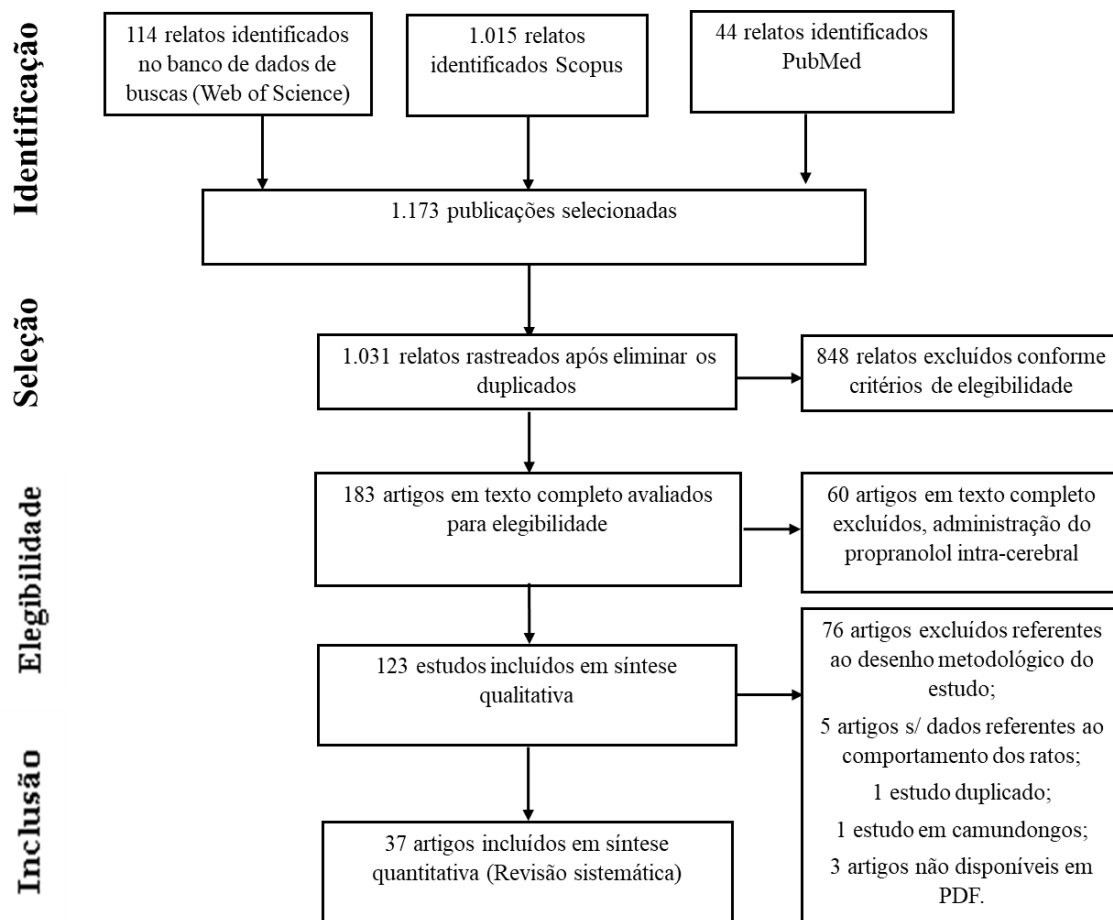 Identificação
114 relatos identificados
no banco de dados de
buscas (Web of Science)
1.015 relatos
identificados Scopus
44 relatos identificados
PubMed
1.173 publicações selecionadas
Seleção
1.031 relatos rastreados após eliminar os
duplicados
848 relatos excluídos conforme
critérios de elegibilidade
Elegibilidade
183 artigos em texto completo avaliados
para elegibilidade
60 artigos em texto completo
excluídos, administração do
propranolol intra-cerebral
123 estudos incluídos em síntese
qualitativa
76 artigos excluídos referentes
ao desenho metodológico do
estudo;
5 artigos s/ dados referentes ao
comportamento dos ratos;
1 estudo duplicado;
1 estudo em camundongos;
3 artigos não disponíveis em
PDF.
Inclusão
37 artigos incluídos em síntese
quantitativa (Revisão sistemática)